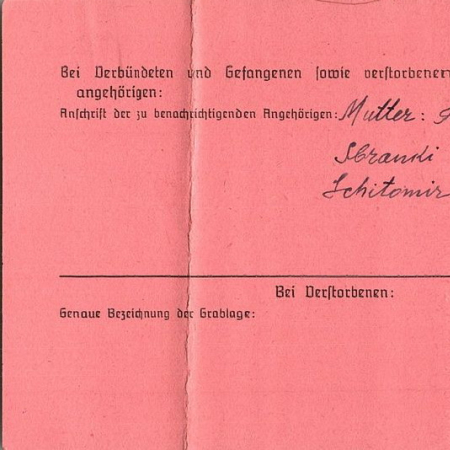 Bei Verbündeten und Gefangenen sowie verstorbenen
angehörigen:
Anschrift der zu benachrichtigenden Angehörigen: Mutter:
Sbranki
Schitomir
Bei Verstorbenen:
Genaue Bezeichnung der Grablage: